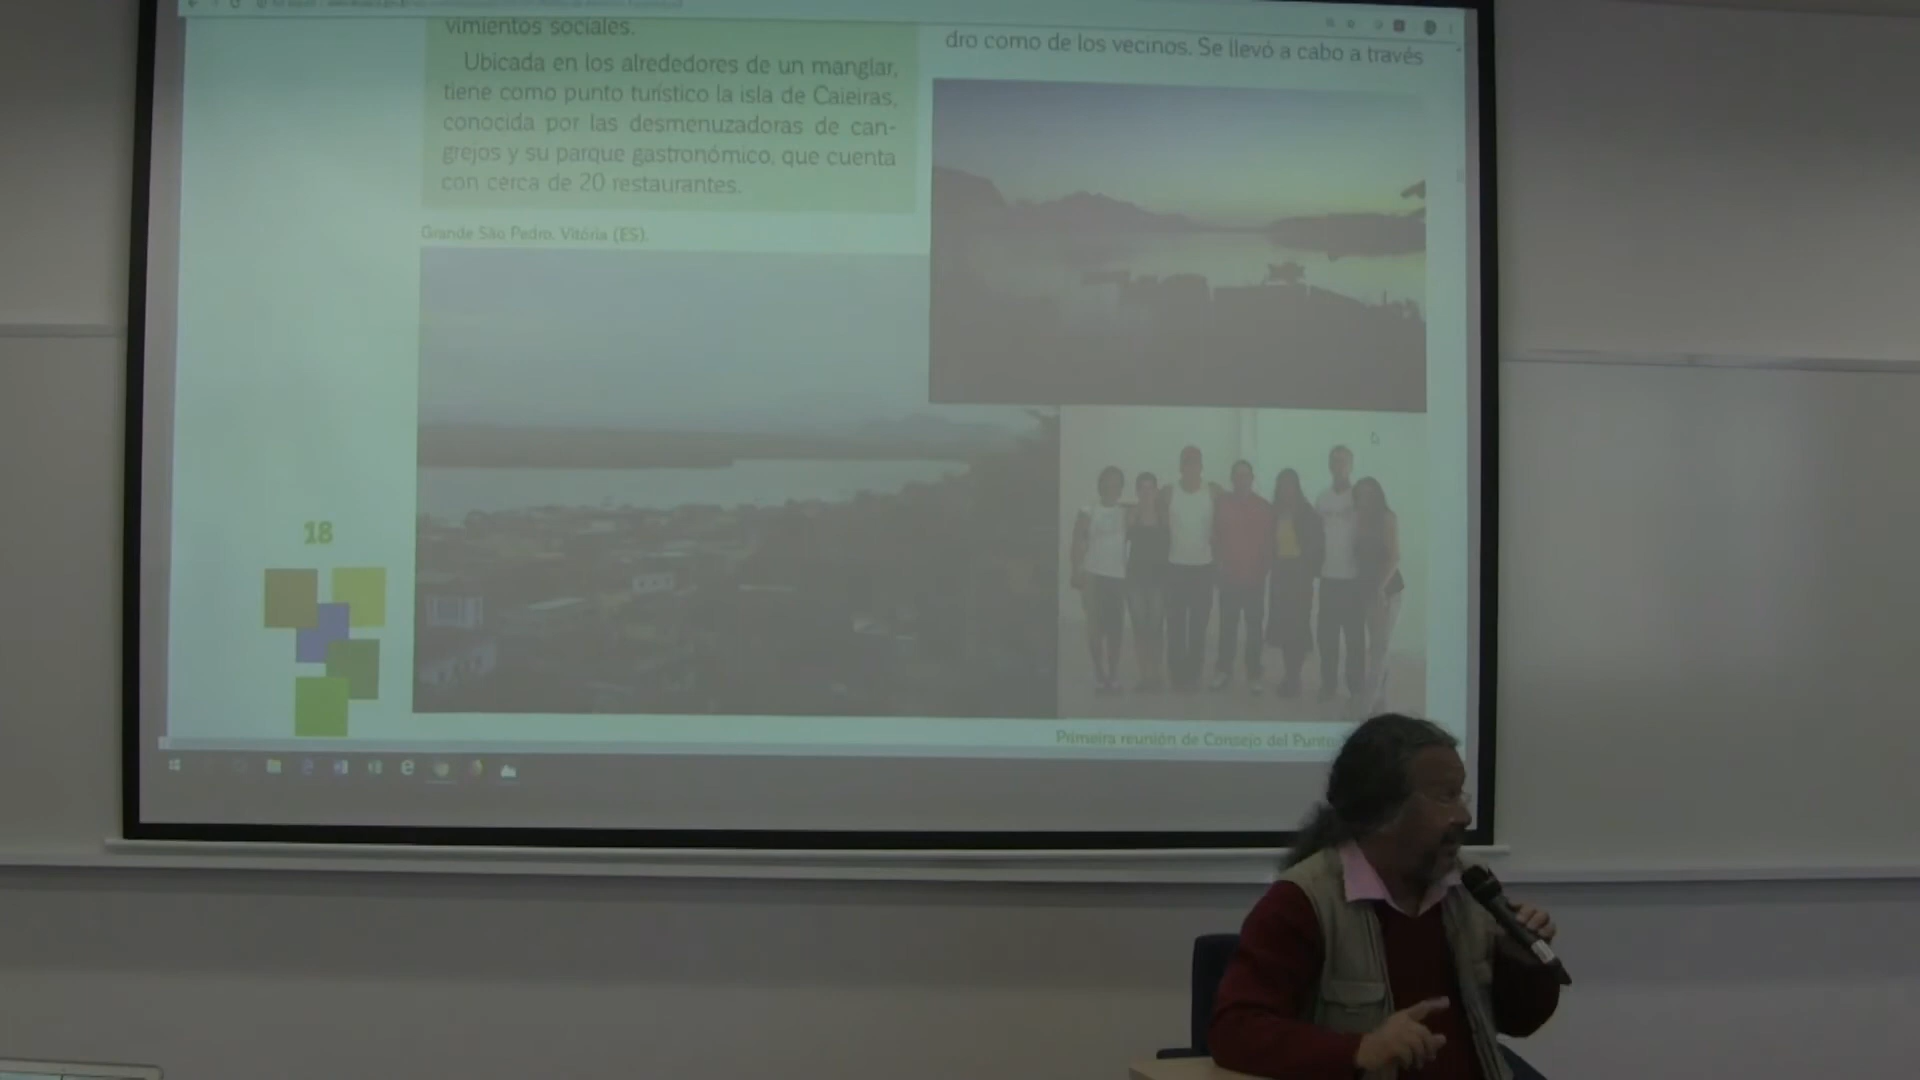 vimientos sociales.
Ubicada en los alrededores de un manglar,
tiene como punto turístico la isla de Caieiras,
conocida por las desmenuzadoras de can-
grejos y su parque gastronómico, que cuenta
con cerca de 20 restaurantes.
Grande São Pedro. Vitória (ES).
dro como de los vecinos. Se llevó a cabo a través
18
Primeira reunión de Consejo del Punto